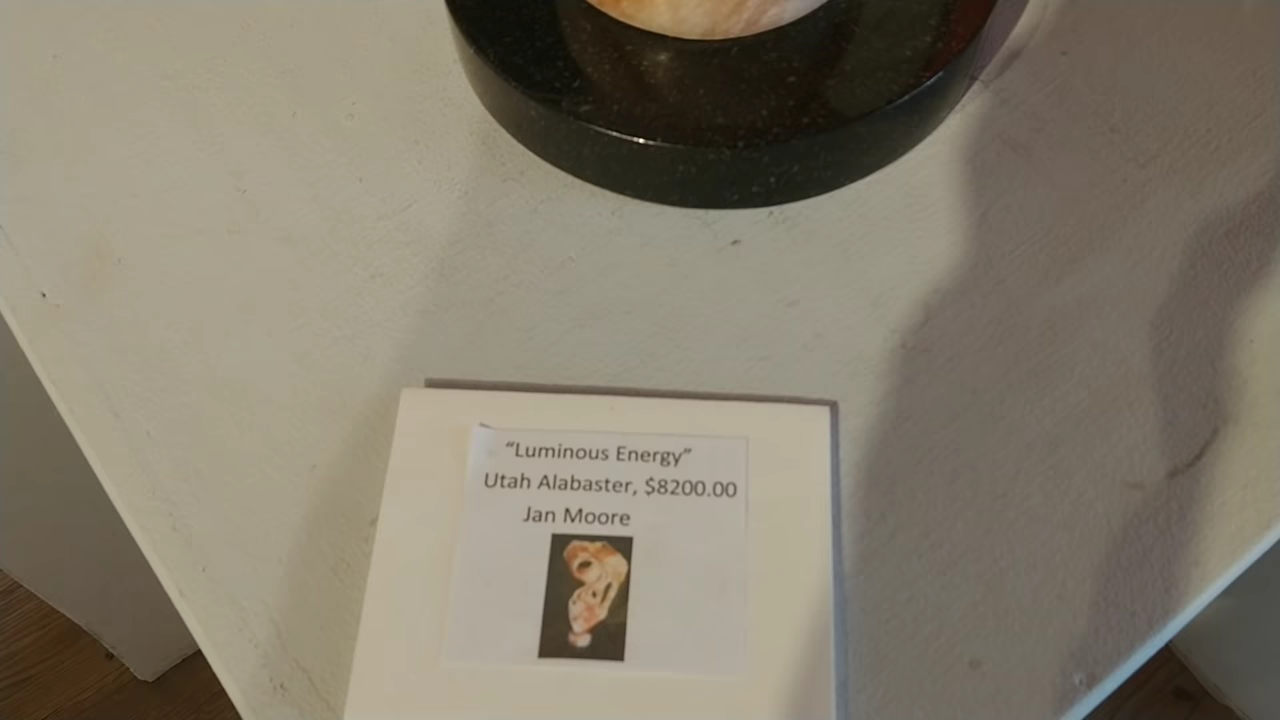 “Luminous Energy”
Utah Alabaster, $8200.00
Jan Moore